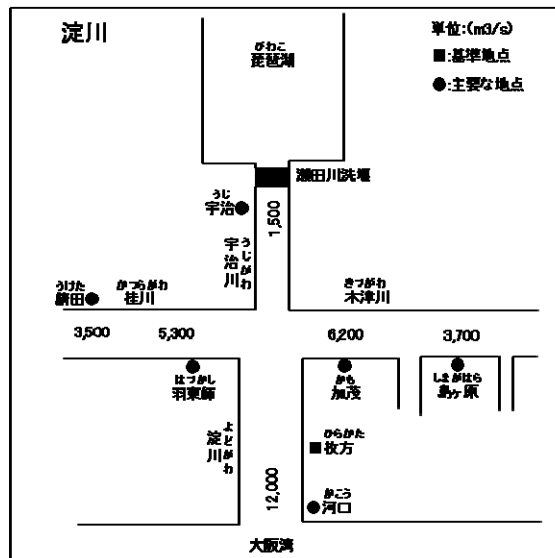 淀川
単位:(m3/s)
■:基準地点
●:主要な地点
びわこ
琵琶湖
瀬田川洗堰
うじ
宇治
1,500
うじがわ
宇治川
うけた
請田
かつらがわ
桂川
きづがわ
木津川
3,500
5,300
6,200
3,700
はづかし
羽束師
かも
加茂
しまがはら
島ヶ原
よどがわ
淀川
ひらかた
枚方
12,000
かこう
河口
大阪湾